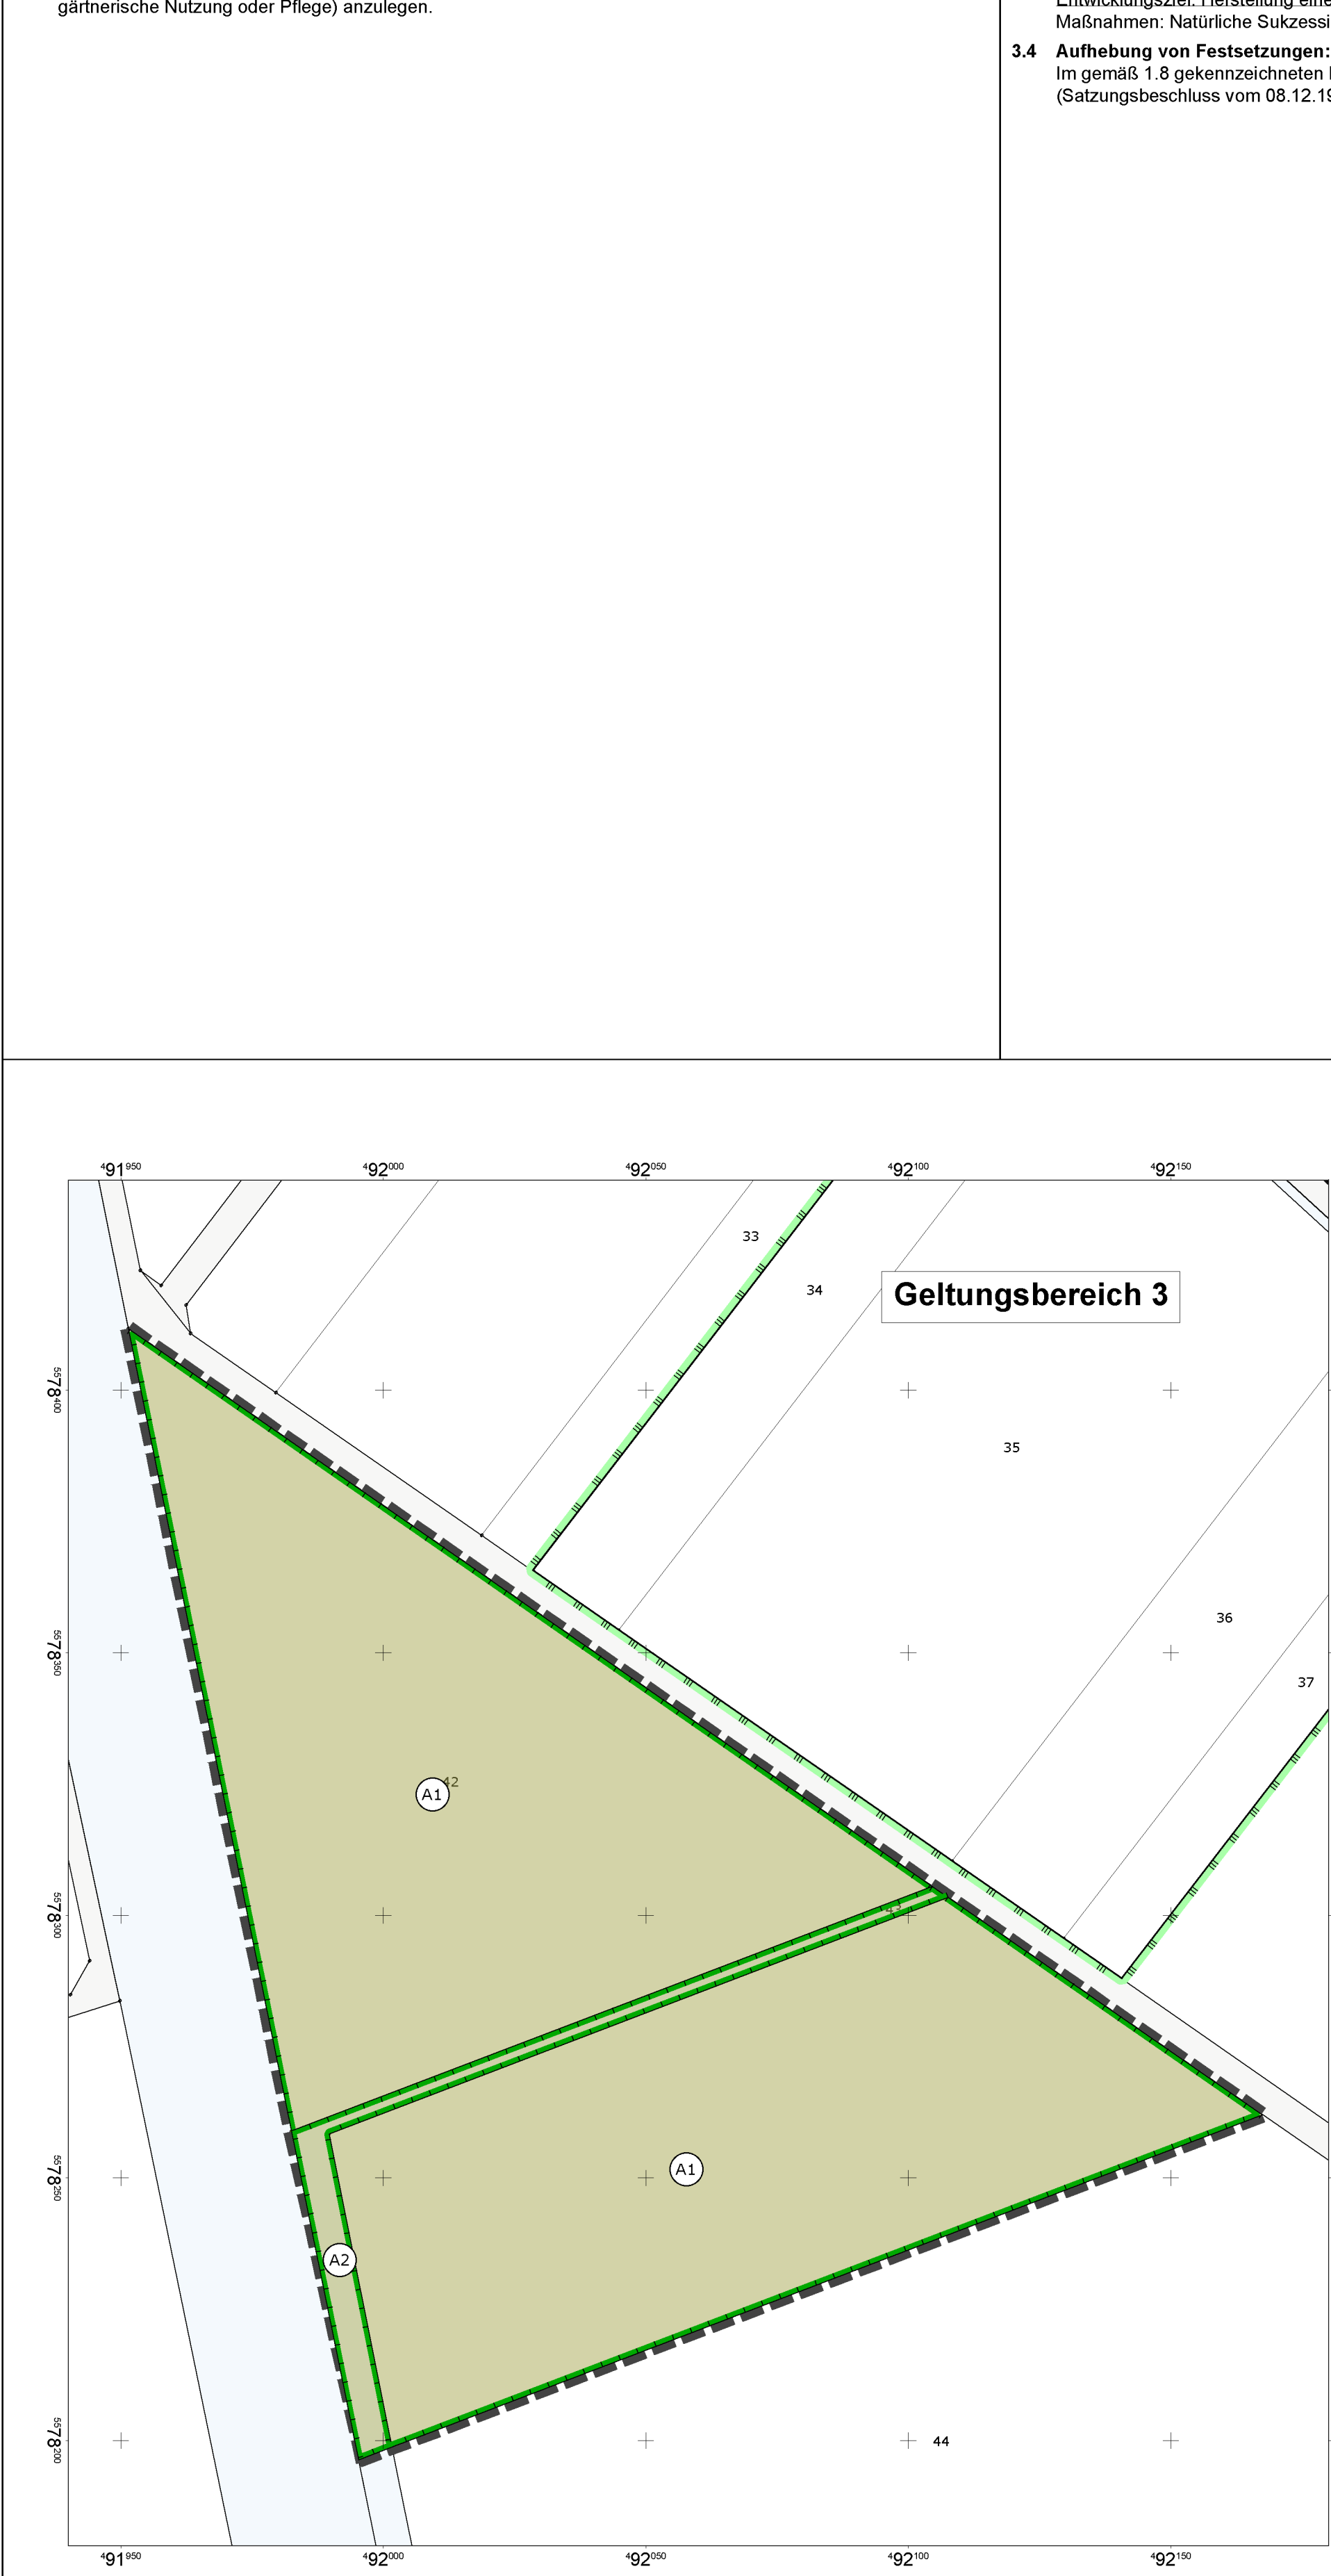 gärtnerische Nutzung oder Pflege) anzulegen.
Maßnahmen: Natürliche Sukzessi
3.4 Aufhebung von Festsetzungen:
Im gemäß 1.8 gekennzeichneten
(Satzungsbeschluss vom 08.12.19
491950 492000 492050 492100 492150
33
34
Geltungsbereich 3
5578400
35
36
5578350
37
42
A1
43
5578300
A1
5578250
A2
44
5578200
491950 492000 492050 492100 492150